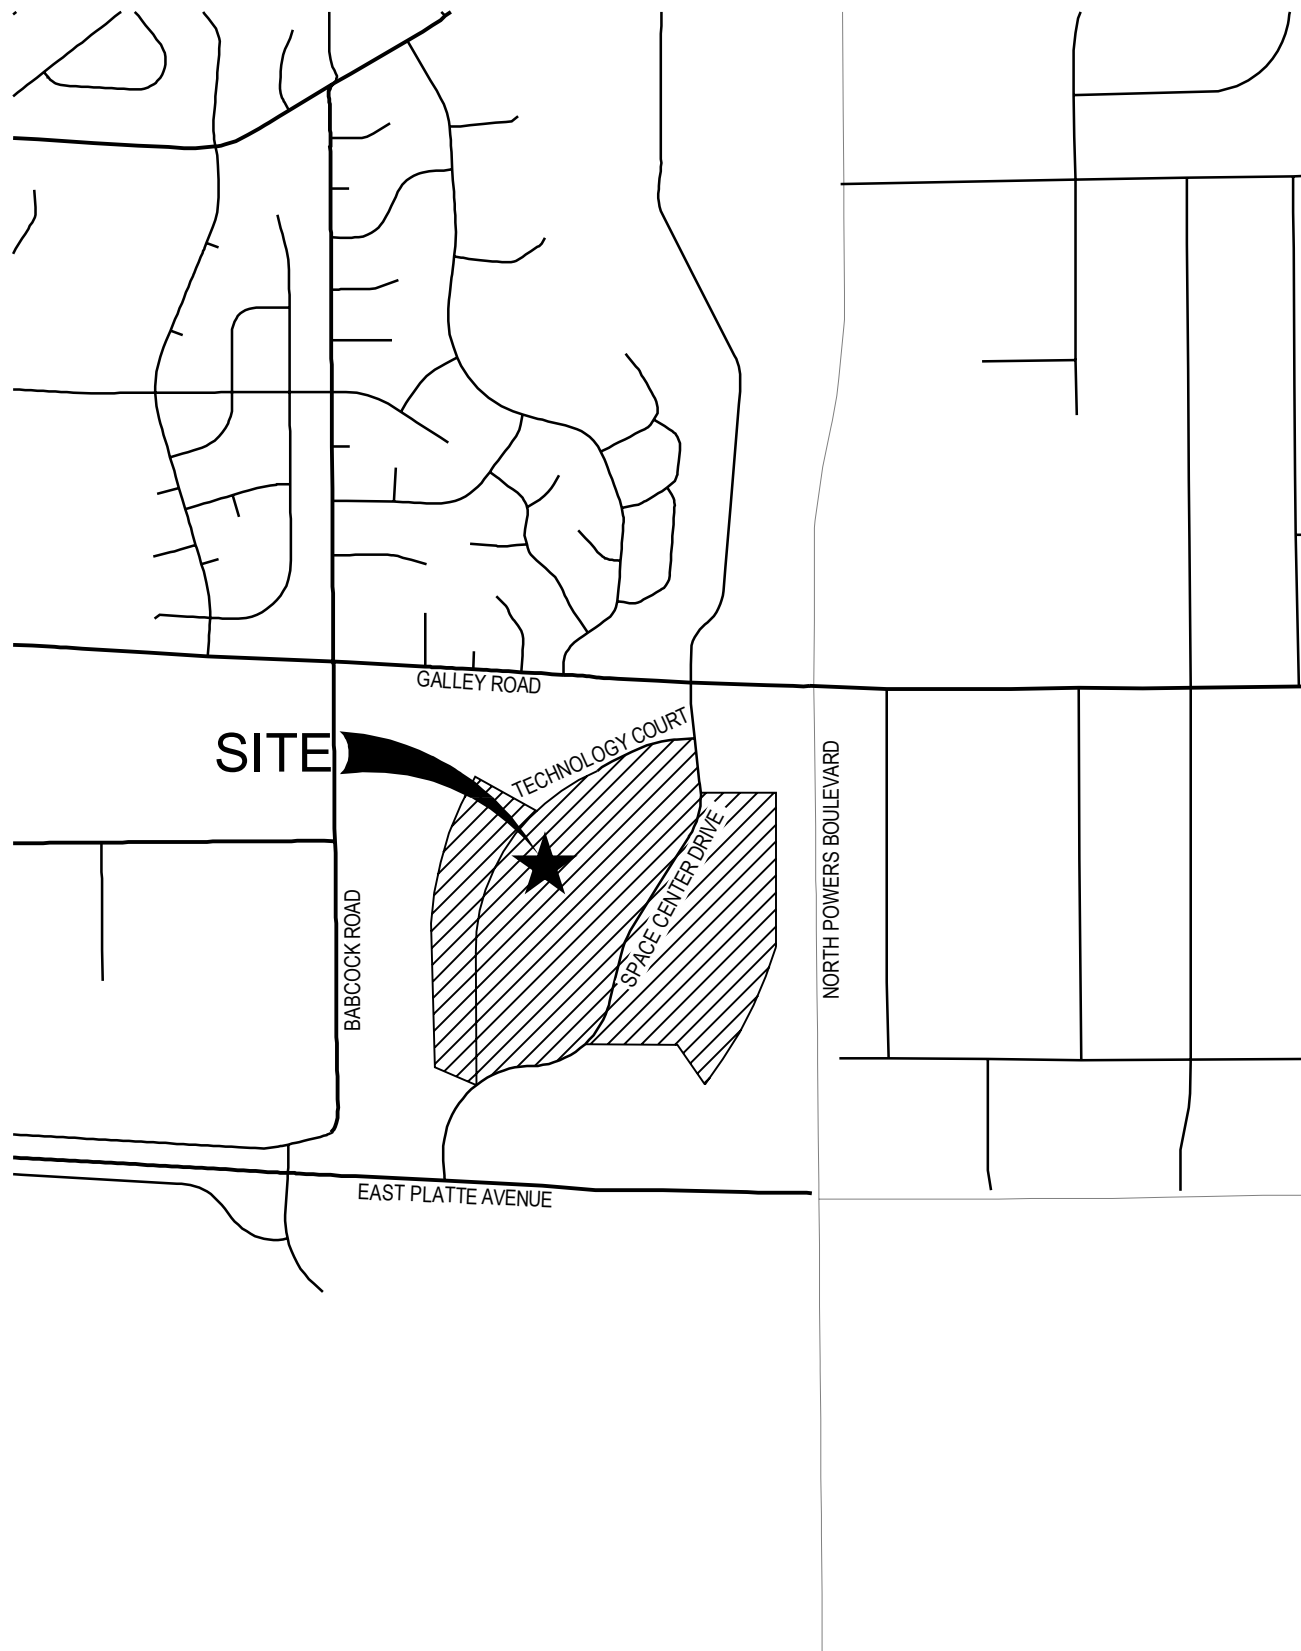 GALLEY ROAD
TECHNOLOGY COURT
SITE
NORTH POWERS BOULEVARD
SPACE CENTER DRIVE
BABCOCK ROAD
EAST PLATTE AVENUE